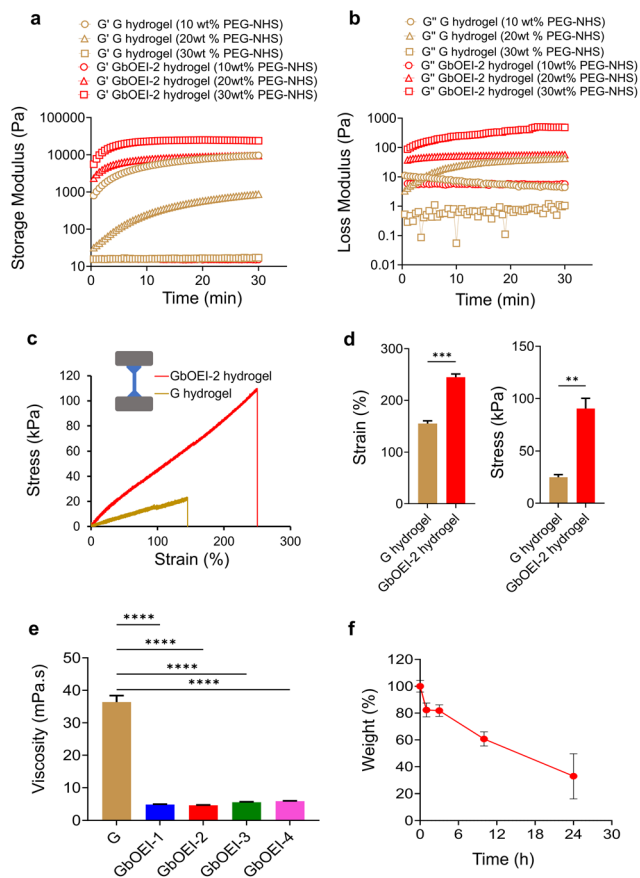 a
G' G hydrogel (10 wt% PEG-NHS)
G' G hydrogel (20wt % PEG-NHS)
G' G hydrogel (30wt % PEG-NHS)
G' GbOEI-2 hydrogel (10wt% PEG-NHS)
G' GbOEI-2 hydrogel (20wt% PEG-NHS)
G' GbOEI-2 hydrogel (30wt% PEG-NHS)
Storage Modulus (Pa)
100000
10000
1000
100
10
0
10
20
30
40
Time (min)
b
G'' G hydrogel (10 wt% PEG-NHS)
G'' G hydrogel (20wt % PEG-NHS)
G'' G hydrogel (30wt % PEG-NHS)
G'' GbOEI-2 hydrogel (10wt% PEG-NHS)
G'' GbOEI-2 hydrogel (20wt% PEG-NHS)
G'' GbOEI-2 hydrogel (30wt% PEG-NHS)
Loss Modulus (Pa)
1000
100
10
1
0.1
0.01
0
10
20
30
40
Time (min)
c
GbOEI-2 hydrogel
G hydrogel
Stress (kPa)
120
100
80
60
40
20
0
0
100
200
300
Strain (%)
d
Strain (%)
300
200
100
0
***
G hydrogel
GbOEI-2 hydrogel
Stress (kPa)
150
100
50
0
**
G hydrogel
GbOEI-2 hydrogel
e
Viscosity (mPa.s)
50
40
30
20
10
0
****
****
****
****
G
GbOEI-1
GbOEI-2
GbOEI-3
GbOEI-4
f
Weight (%)
120
100
80
60
40
20
0
0
6
12
18
24
30
Time (h)